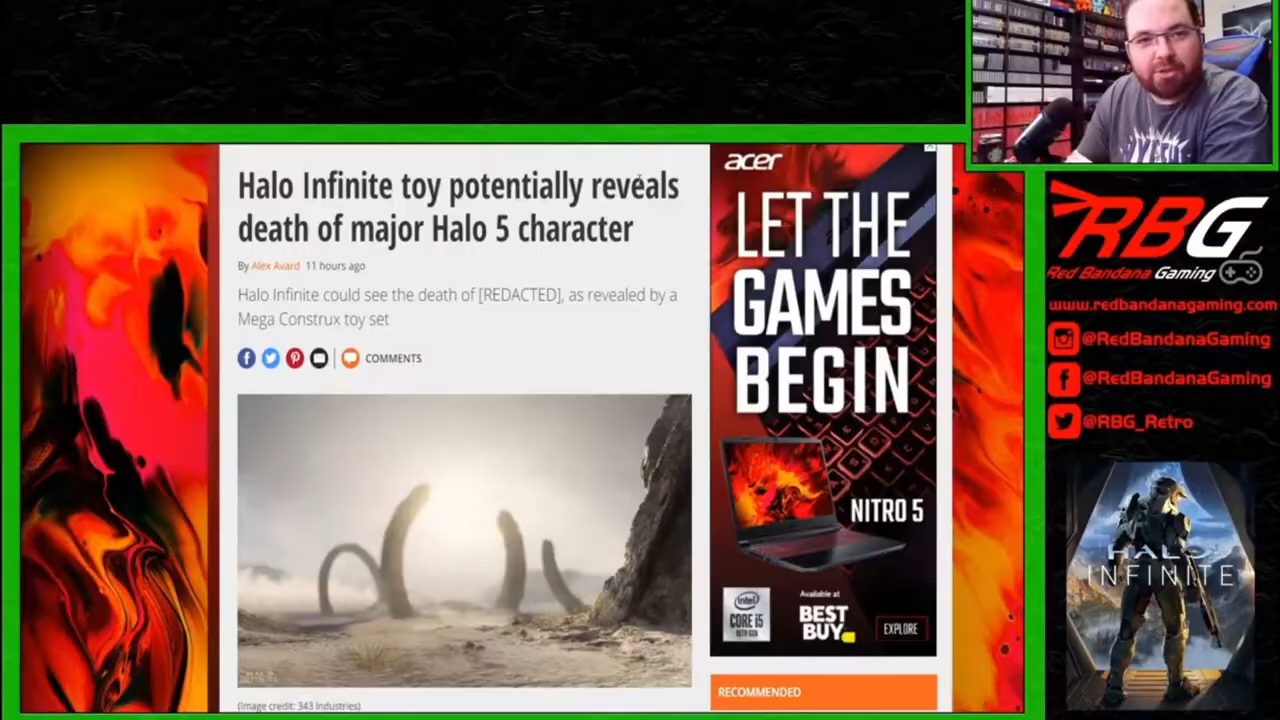 Halo Infinite toy potentially reveals
death of major Halo 5 character
By Alex Avard 11 hours ago
Halo Infinite could see the death of [REDACTED], as revealed by a
Mega Construx toy set
COMMENTS
(Image credit: 343 Industries)
acer
LET THE
GAMES
BEGIN
NITRO 5
intel
CORE i5
10TH GEN
Available at
BEST
BUY
EXPLORE
RECOMMENDED
RBG
Red Bandana Gaming
www.redbandanagaming.com
@RedBandanaGaming
@RedBandanaGaming
@RBG_Retro
HALO
INFINITE